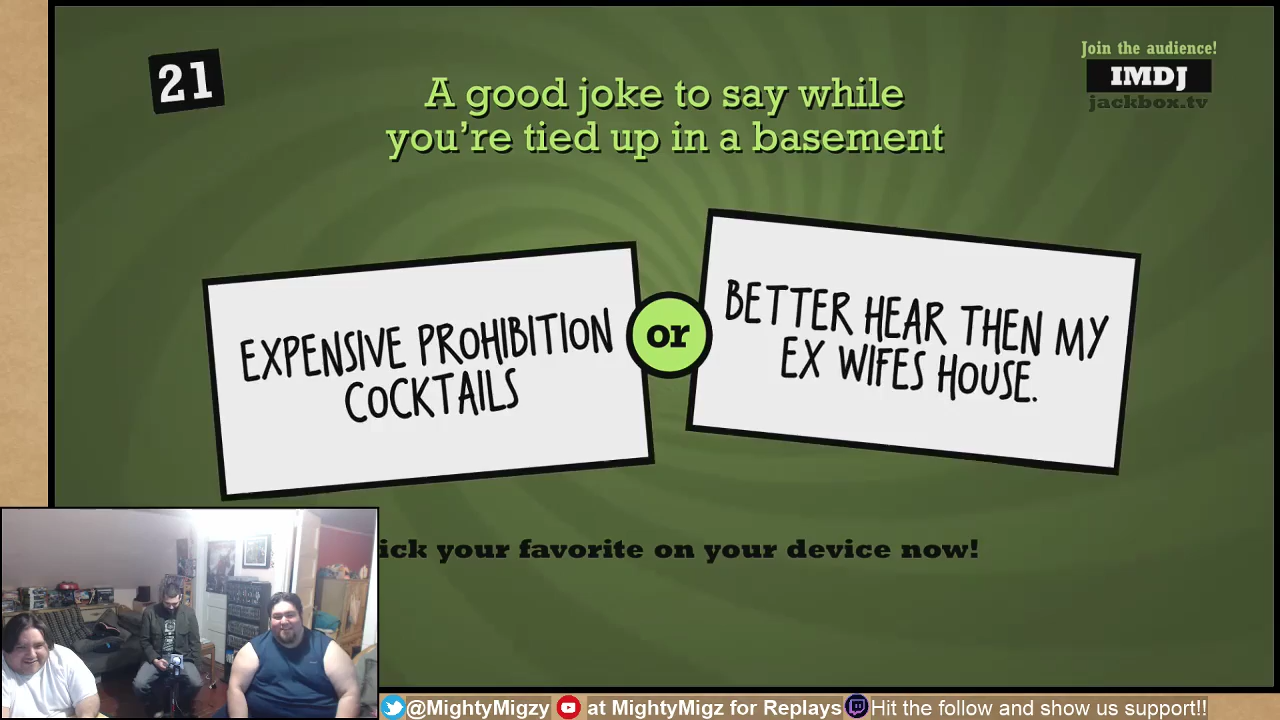 21
Join the audience!
IMDJ
jackbox.tv
A good joke to say while
you're tied up in a basement
EXPENSIVE PROHIBITION
COCKTAILS
or
BETTER HEAR THEN MY
EX WIFES HOUSE.
ick your favorite on your device now!
@MightyMigzy at MightyMigz for Replays Hit the follow and show us support!!